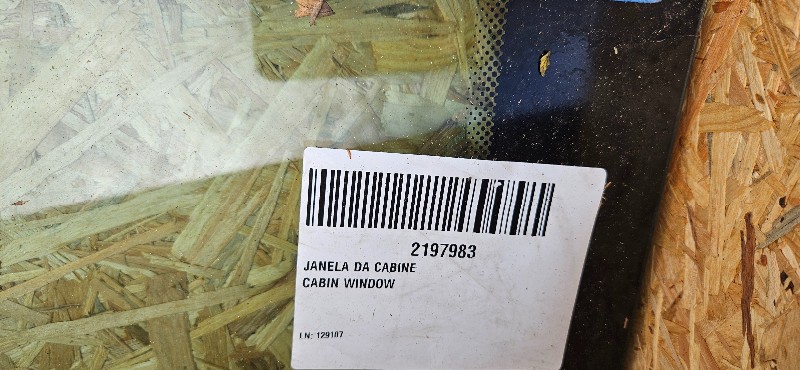 2197983
JANELA DA CABINE
CABIN WINDOW
LN: 129107